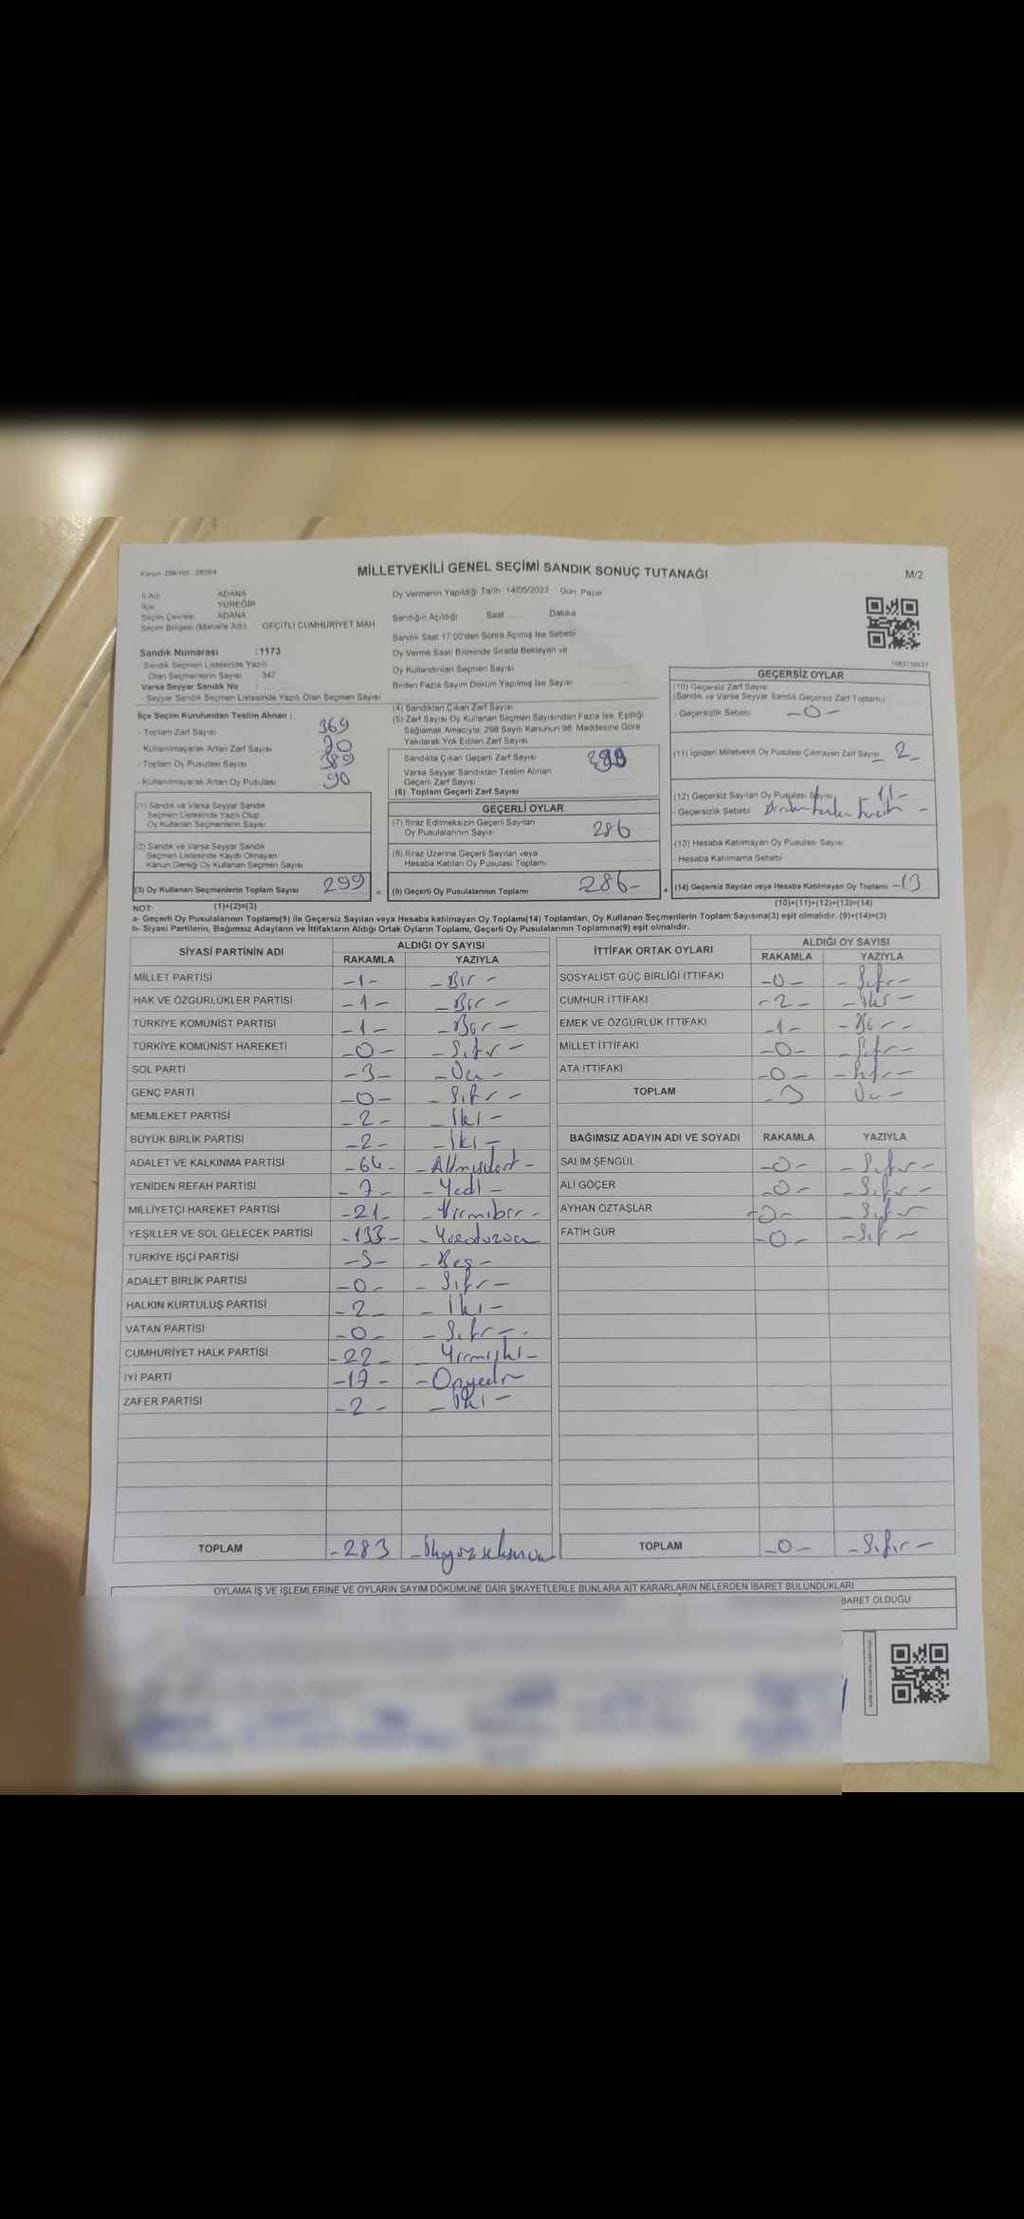 MİLLETVEKİLİ GENEL SEÇİMİ SANDIK SONUÇ TUTANAĞI
M/2
İl Adı ADANA
İlçe YÜREĞİR
Seçim Çevresi ADANA
Seçim Bölgesi (Mahalle Adı) GEÇİTLİ CUMHURİYET MAH
Sandık Numarası :1173
Sandık Seçmen Listesinde Yazılı
Olan Seçmenlerin Sayısı 347
Varsa Seyyar Sandık No
Seyyar Sandık Seçmen Listesinde Yazılı Olan Seçmen Sayısı
Oy Vermenin Yapıldığı Tarih 14/05/2023 Gün Pazar
Sandığın Açıldığı Saat Dakika
Sandık Saat 17.00'den Sonra Açılmış İse Sebebi
Oy Verme Saati Bitiminde Sırada Bekleyen ve
Oy Kullandırılan Seçmen Sayısı
Birden Fazla Sayım Döküm Yapılmış İse Sayısı
İlçe Seçim Kurulundan Teslim Alınan :
- Toplam Zarf Sayısı 369
- Kullanılmayarak Artan Zarf Sayısı 70
- Toplam Oy Pusulası Sayısı 389
- Kullanılmayarak Artan Oy Pusulası 90
(1) Sandık ve Varsa Seyyar Sandık
Seçmen Listesinde Yazılı Olup
Oy Kullanan Seçmenlerin Sayısı
(2) Sandık ve Varsa Seyyar Sandık
Seçmen Listesinde Kayıtlı Olmayan
Kanun Gereği Oy Kullanan Seçmen Sayısı
(3) Oy Kullanan Seçmenlerin Toplam Sayısı 299
(4) Sandıktan Çıkan Zarf Sayısı
(5) Zarf Sayısı Oy Kullanan Seçmen Sayısından Fazla İse, Eşitliği
Sağlamak Amacıyla, 298 Sayılı Kanunun 98. Maddesine Göre
Yakılarak Yok Edilen Zarf Sayısı
Sandıkta Çıkan Geçerli Zarf Sayısı
Varsa Seyyar Sandıktan Teslim Alınan
Geçerli Zarf Sayısı
(6) Toplam Geçerli Zarf Sayısı
GEÇERLİ OYLAR
(7) İtiraz Edilmeksizin Geçerli Sayılan
Oy Pusulalarının Sayısı 286
(8) İtiraz Üzerine Geçerli Sayılan veya
Hesaba Katılan Oy Pusulası Toplamı
= (9) Geçerli Oy Pusulalarının Toplamı 286-
GEÇERSİZ OYLAR
(10) Geçersiz Zarf Sayısı
(Sandık ve Varsa Seyyar Sandık Geçersiz Zarf Toplamı)
- Geçersizlik Sebebi -0-
(11) İçinden Milletvekili Oy Pusulası Çıkmayan Zarf Sayısı 2-
(12) Geçersiz Sayılan Oy Pusulası Sayısı 11-
- Geçersizlik Sebebi
(13) Hesaba Katılmayan Oy Pusulası Sayısı
- Hesaba Katılmama Sebebi
+ (14) Geçersiz Sayılan veya Hesaba Katılmayan Oy Toplamı -13
NOT: (1)+(2)=(3) (10)+(11)+(12)+(13)=(14)
a- Geçerli Oy Pusulalarının Toplamı(9) ile Geçersiz Sayılan veya Hesaba katılmayan Oy Toplamı(14) Toplamları, Oy Kullanan Seçmenlerin Toplam Sayısına(3) eşit olmalıdır. (9)+(14)=(3)
b- Siyasi Partilerin, Bağımsız Adayların ve İttifakların Aldığı Ortak Oyların Toplamı, Geçerli Oy Pusulalarının Toplamına(9) eşit olmalıdır.
SİYASİ PARTİNİN ADI ALDIĞI OY SAYISI
RAKAMLA YAZIYLA
MİLLET PARTİSİ -1- -Bir-
HAK VE ÖZGÜRLÜKLER PARTİSİ -1- -Bir-
TÜRKİYE KOMÜNİST PARTİSİ -1- -Bir-
TÜRKİYE KOMÜNİST HAREKETİ -0- -Sıfır-
SOL PARTİ -3- -Üç-
GENÇ PARTİ -0- -Sıfır-
MEMLEKET PARTİSİ -2- -İki-
BÜYÜK BİRLİK PARTİSİ -2- -İki-
ADALET VE KALKINMA PARTİSİ -64- -Altmışdört-
YENİDEN REFAH PARTİSİ -7- -Yedi-
MİLLİYETÇİ HAREKET PARTİSİ -21- -Yirmibir-
YEŞİLLER VE SOL GELECEK PARTİSİ -133-
TÜRKİYE İŞÇİ PARTİSİ -5- -Beş-
ADALET BİRLİK PARTİSİ -0- -Sıfır-
HALKIN KURTULUŞ PARTİSİ -2- -İki-
VATAN PARTİSİ -0- -Sıfır-
CUMHURİYET HALK PARTİSİ -22- -Yirmiiki-
İYİ PARTİ -17- -Onyedi-
ZAFER PARTİSİ -2- -İki-
TOPLAM -283
İTTİFAK ORTAK OYLARI ALDIĞI OY SAYISI
RAKAMLA YAZIYLA
SOSYALİST GÜÇ BİRLİĞİ İTTİFAKI -0- -Sıfır-
CUMHUR İTTİFAKI -2- -İki-
EMEK VE ÖZGÜRLÜK İTTİFAKI -1- -Bir-
MİLLET İTTİFAKI -0- -Sıfır-
ATA İTTİFAKI -0- -Sıfır-
TOPLAM -3 Üç-
BAĞIMSIZ ADAYIN ADI VE SOYADI RAKAMLA YAZIYLA
SALİM ŞENGÜL -0- -Sıfır-
ALİ GÖÇER -0- -Sıfır-
AYHAN ÖZTAŞLAR -0- -Sıfır-
FATİH GÜR -0- -Sıfır-
TOPLAM -0- -Sıfır-
OYLAMA İŞ VE İŞLEMLERİNE VE OYLARIN SAYIM DÖKÜMÜNE DAİR ŞİKAYETLERLE BUNLARA AİT KARARLARIN NELERDEN İBARET BULUNDUKLARI
BARET OLDUĞU